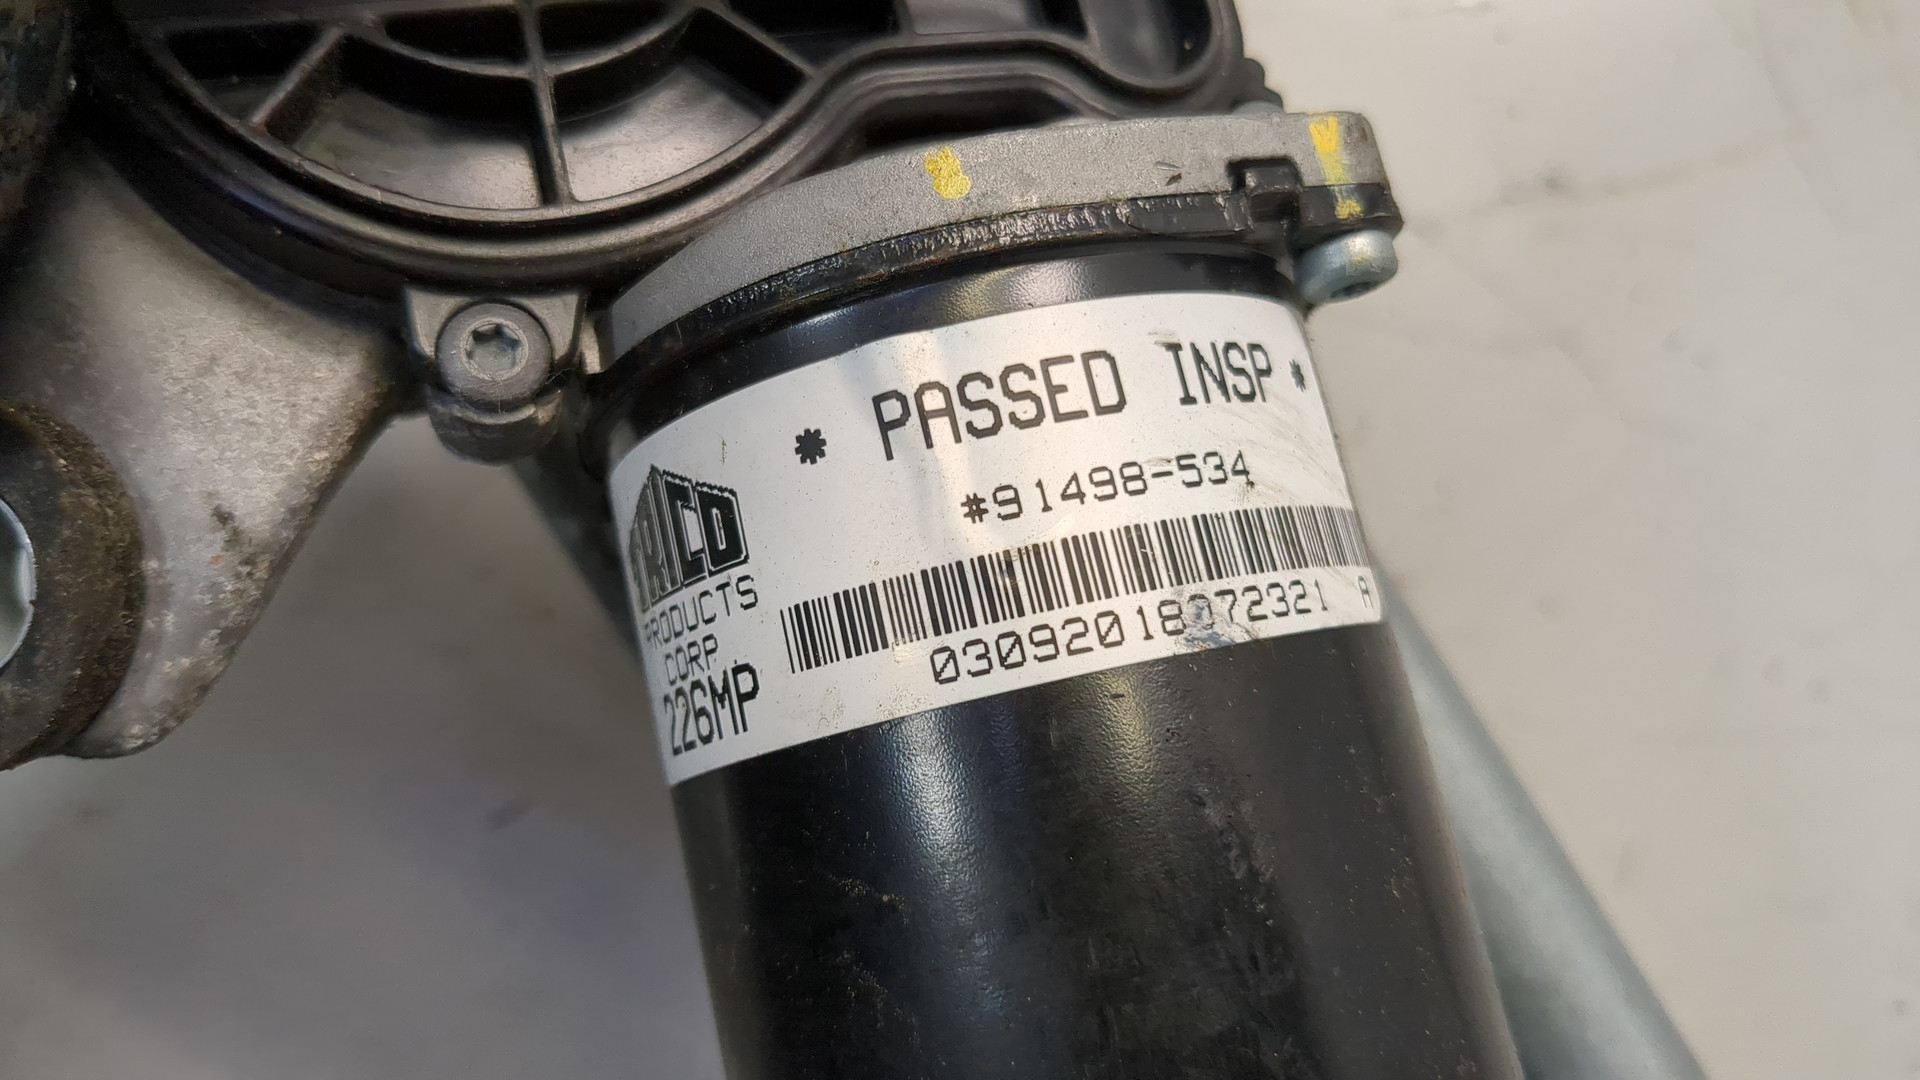 * PASSED INSP *
#91498-534
TRICO
PRODUCTS
CORP.
226MP
03092018072321 A